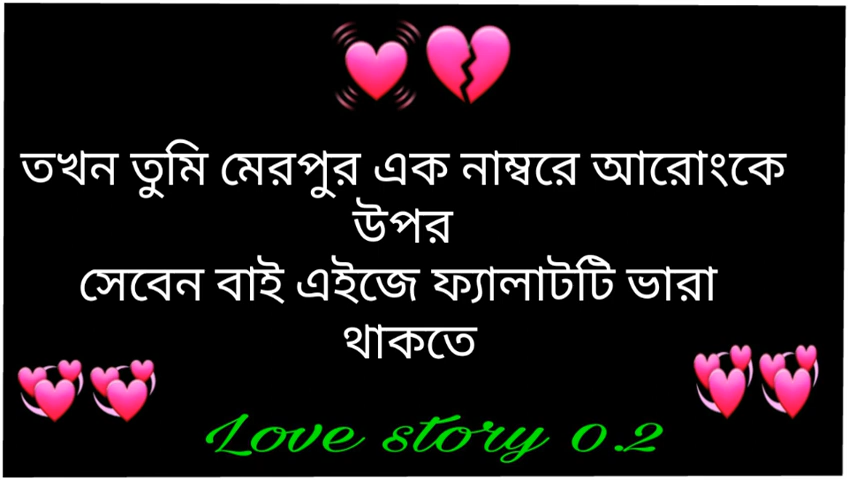 তখন তুমি মেরপুর এক নাম্বরে আরোংকে
উপর
সেবেন বাই এইজে ফ্যালাটটি ভারা
থাকতে
Love story 0.2